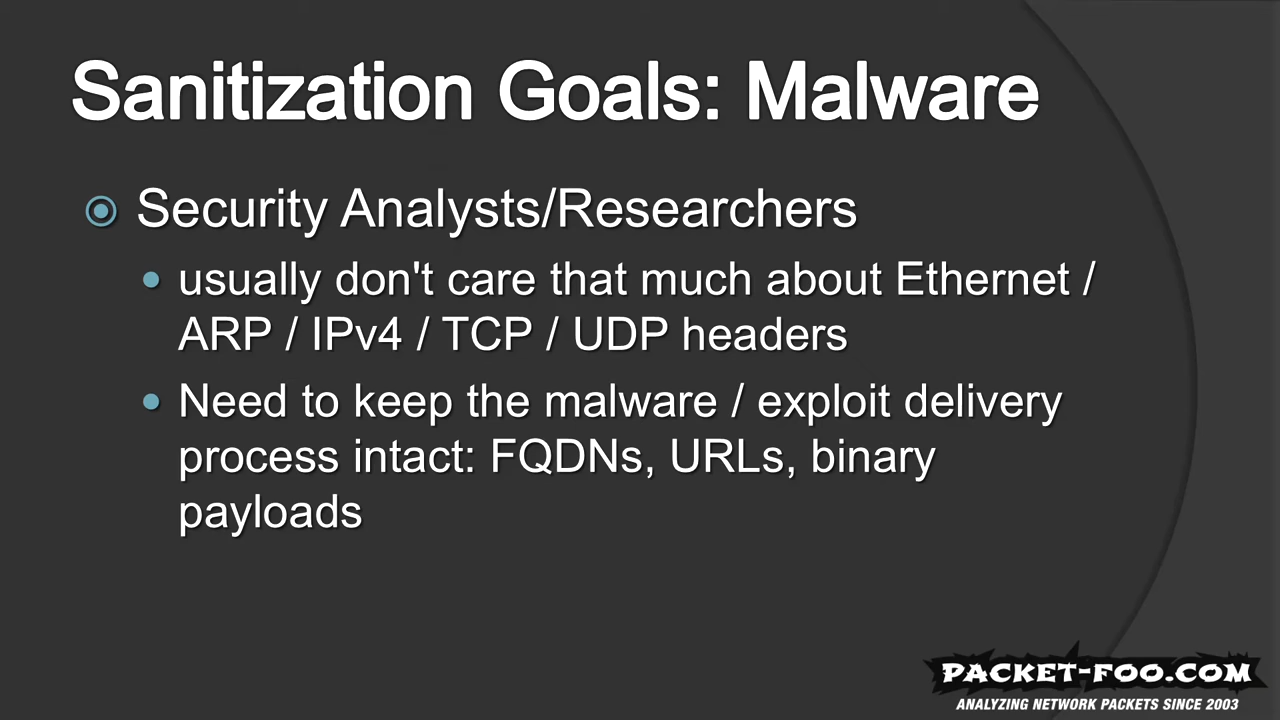 Sanitization Goals: Malware
Security Analysts/Researchers
usually don't care that much about Ethernet /
ARP / IPv4 / TCP / UDP headers
Need to keep the malware / exploit delivery
process intact: FQDNs, URLs, binary
payloads
PACKET-FOO.COM
ANALYZING NETWORK PACKETS SINCE 2003